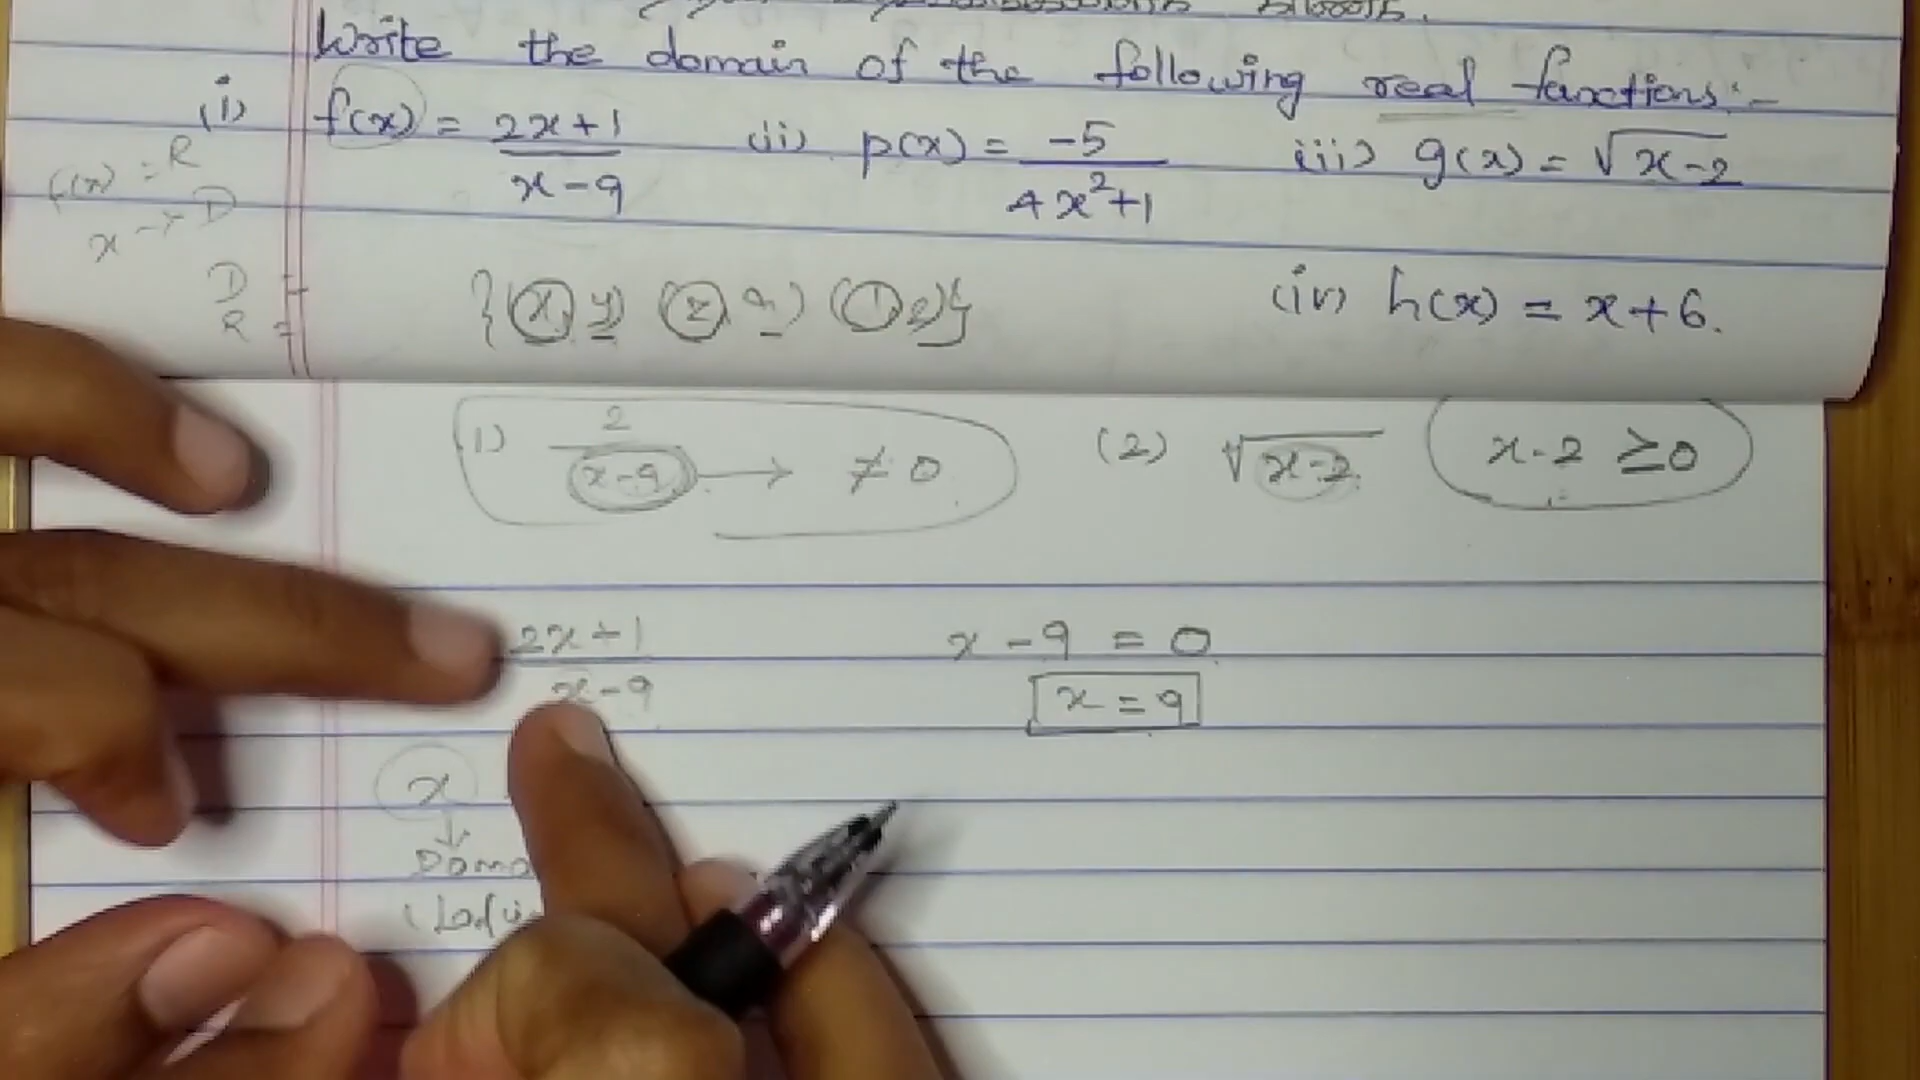 Write the domain of the following real functions:-
(i) f(x) = 2x+1 / x-9 (ii) p(x) = -5 / 4x²+1 (iii) g(x) = √x-2
f(x) = R
x → D
D =
R =
{(x, y) (z, a) (1, 2)}
(iv) h(x) = x+6.
1) 2 / x-9 → ≠ 0 (2) √x-2 x-2 ≥0
2x+1 / x-9
x-9 = 0
x = 9
x
↓